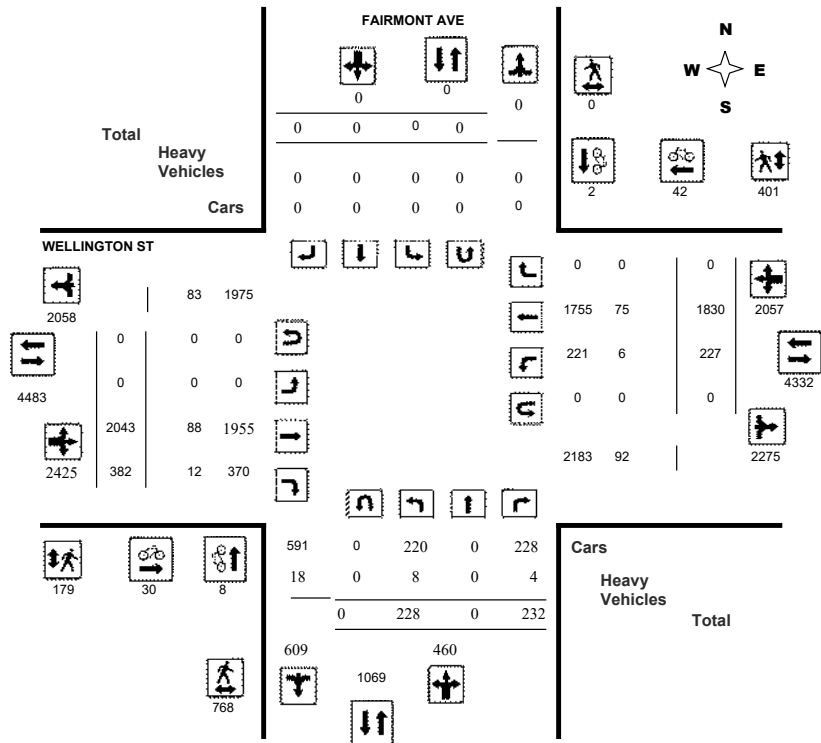 FAIRMONT AVE
N
W E
S
0 0 0 0
Total 0 0 0 0
Heavy
Vehicles
0 0 0 0 0
Cars 0 0 0 0 0
2 42 401
WELLINGTON ST
2058 83 1975
0 0 0
4483 0 0 0
2043 88 1955
2425 382 12 370
0 0 0
1755 75 1830 2057
221 6 227
4332
0 0 0
2183 92 2275
591 0 220 0 228 Cars
18 0 8 0 4 Heavy
Vehicles
0 228 0 232 Total
179 30 8
609 460
1069
768